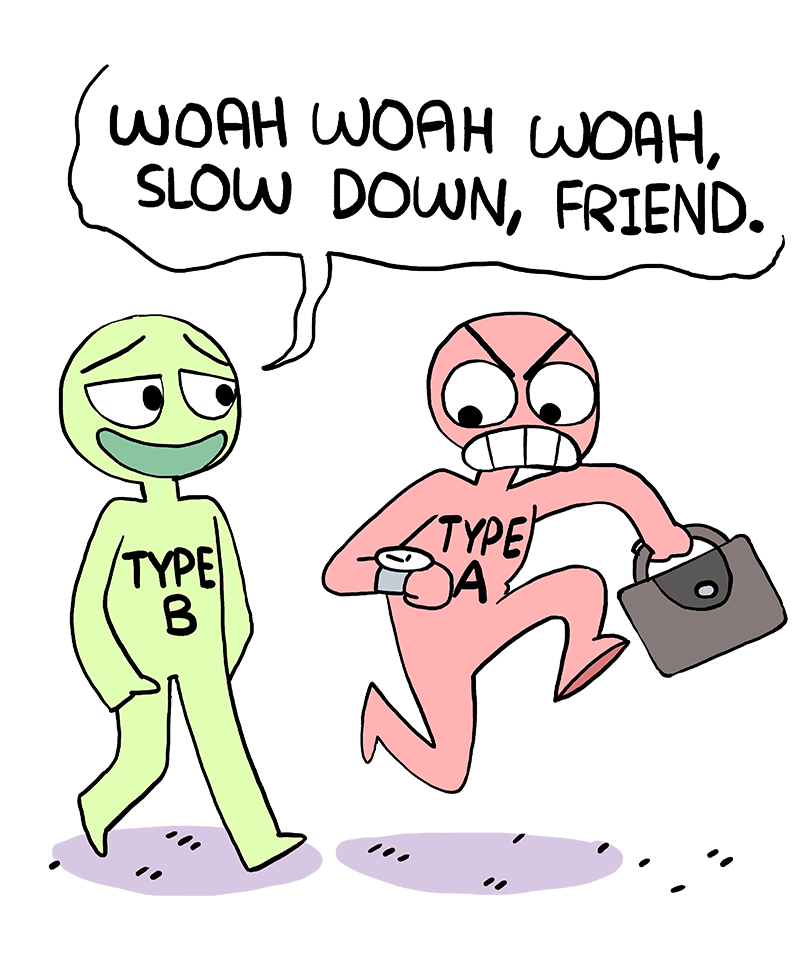 WOAH WOAH WOAH,
SLOW DOWN, FRIEND.
TYPE
B
TYPE
A